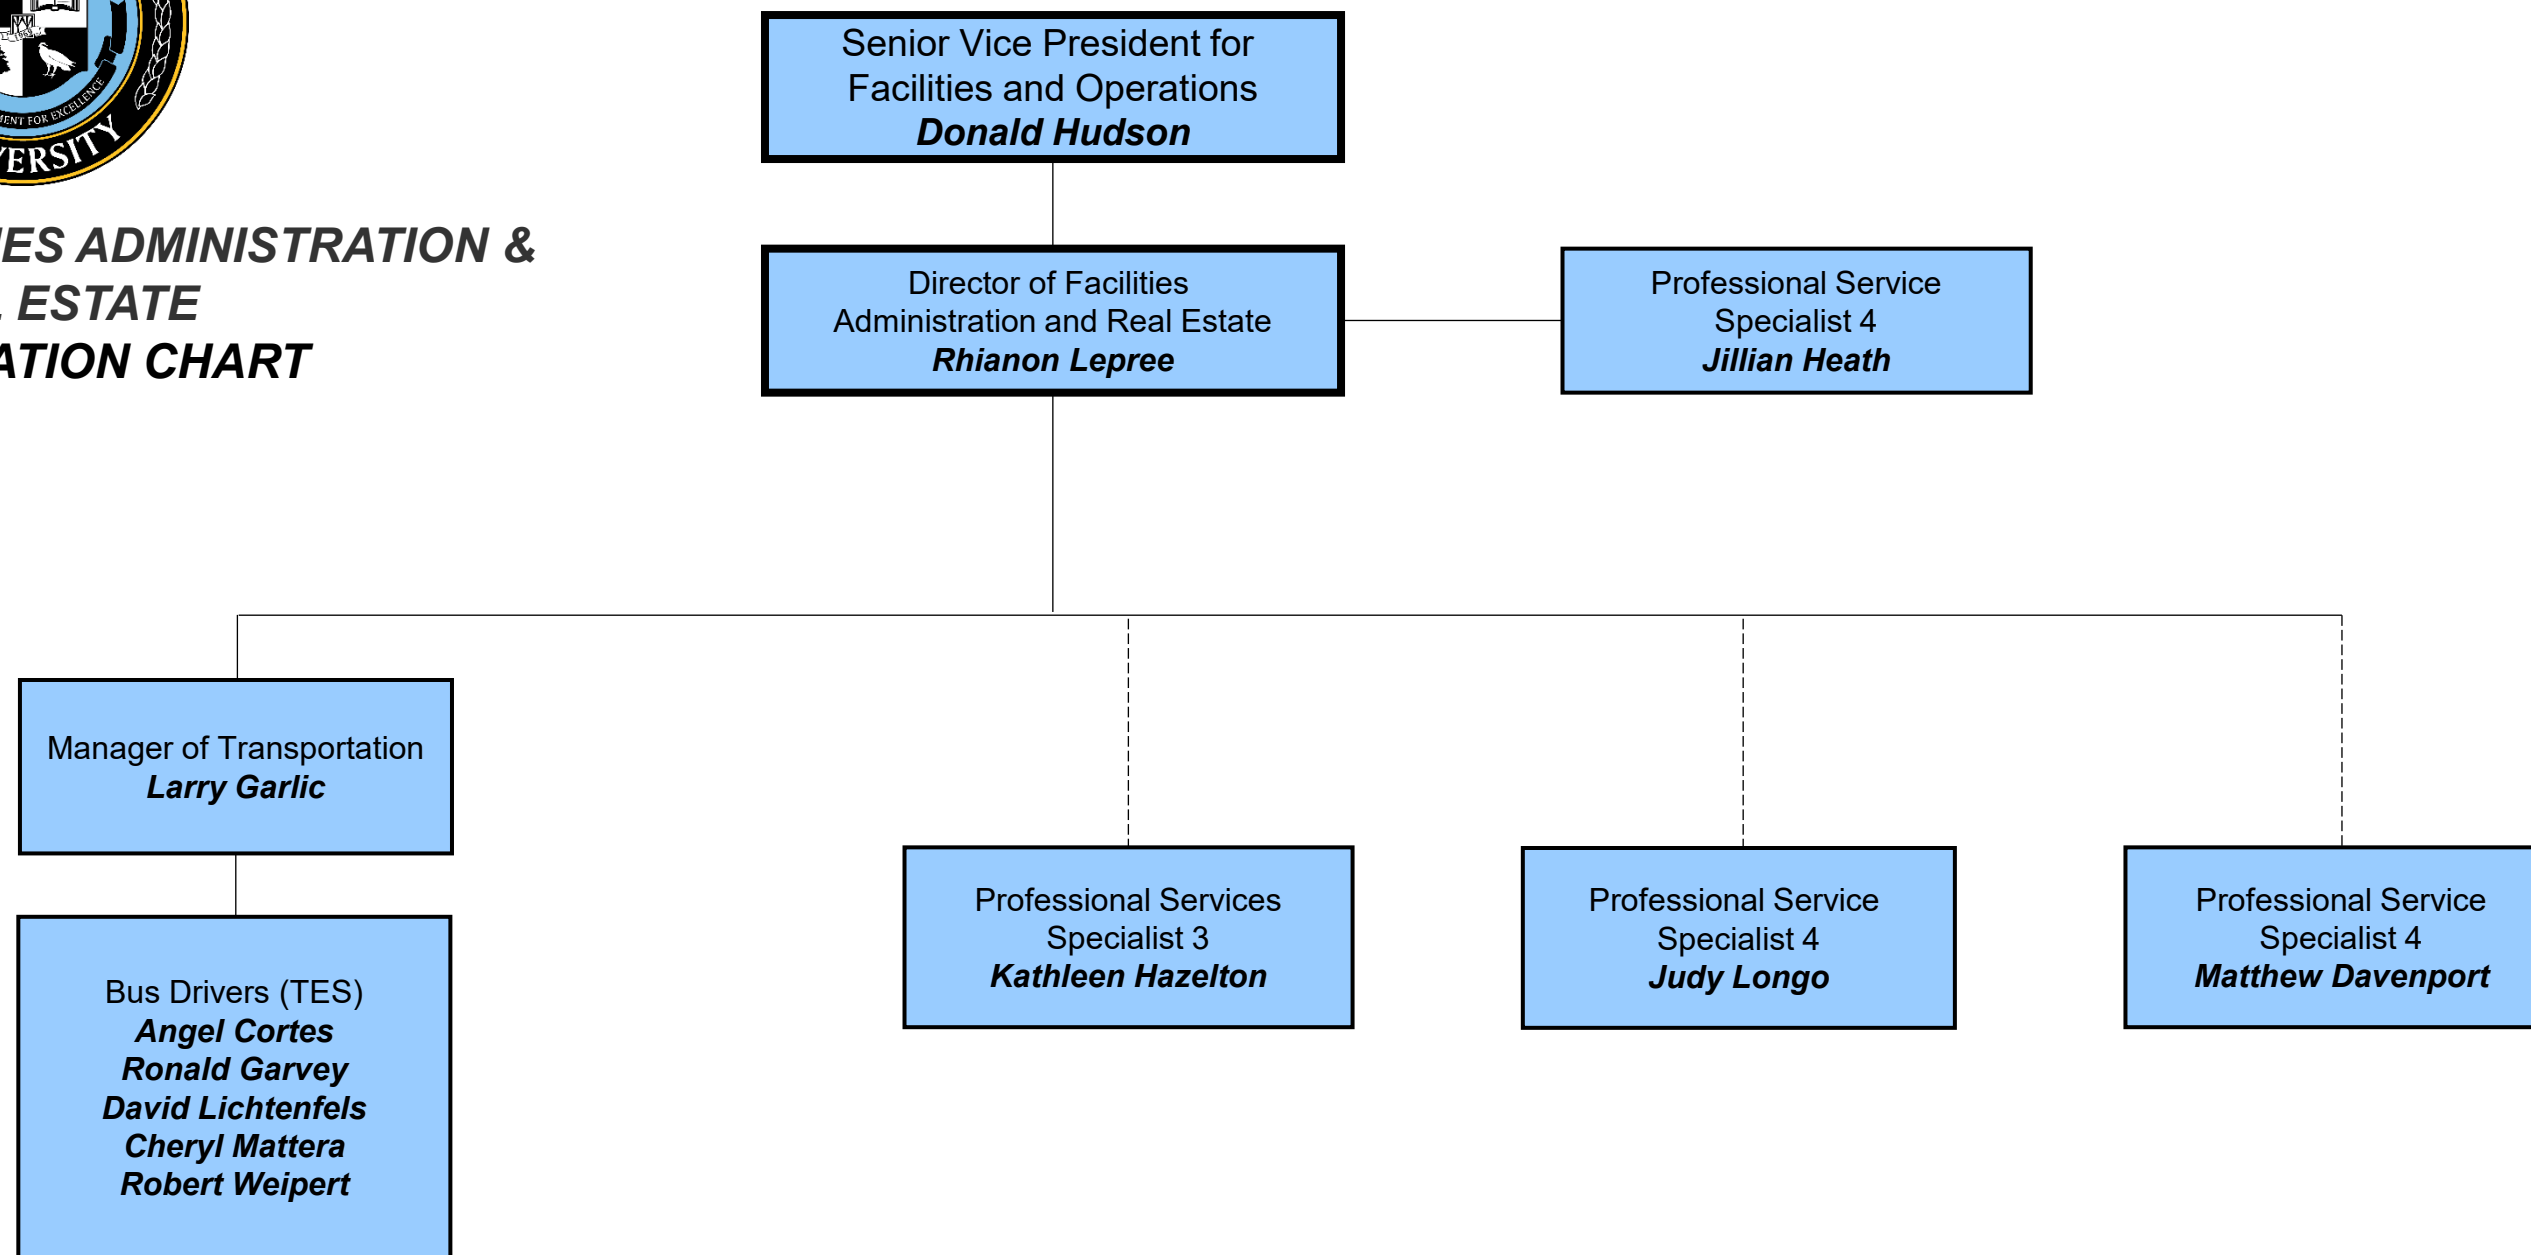 Senior Vice President for
Facilities and Operations
Donald Hudson
ADMINISTRATION &
ESTATE
CHART
Director of Facilities
Administration and Real Estate
Rhianon Lepree
Professional Service
Specialist 4
Jillian Heath
Manager of Transportation
Larry Garlic
Bus Drivers (TES)
Angel Cortes
Ronald Garvey
David Lichtenfels
Cheryl Mattera
Robert Weipert
Professional Services
Specialist 3
Kathleen Hazelton
Professional Service
Specialist 4
Judy Longo
Professional Service
Specialist 4
Matthew Davenport